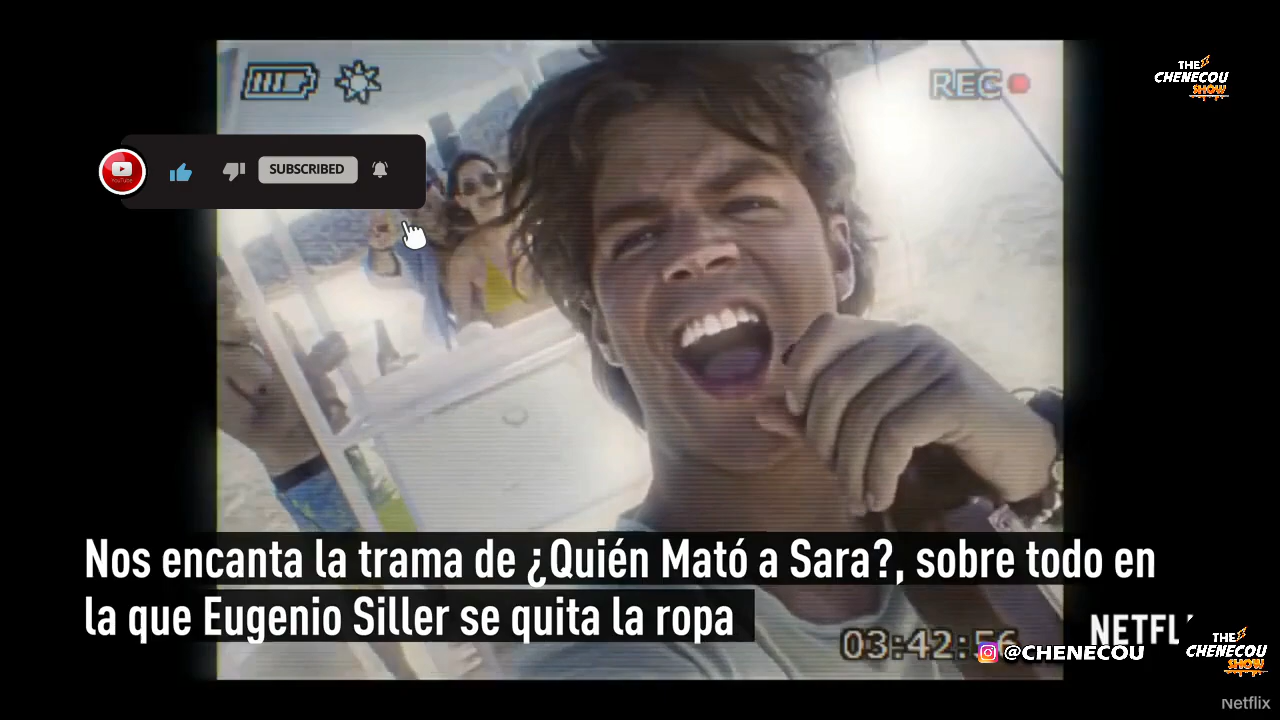 REC
THE
CHENECOU
SHOW
YouTube
SUBSCRIBED
Nos encanta la trama de ¿Quién Mató a Sara?, sobre todo en
la que Eugenio Siller se quita la ropa
03:42:56
NETFL
@CHENECOU
THE
CHENECOU
SHOW
Netflix